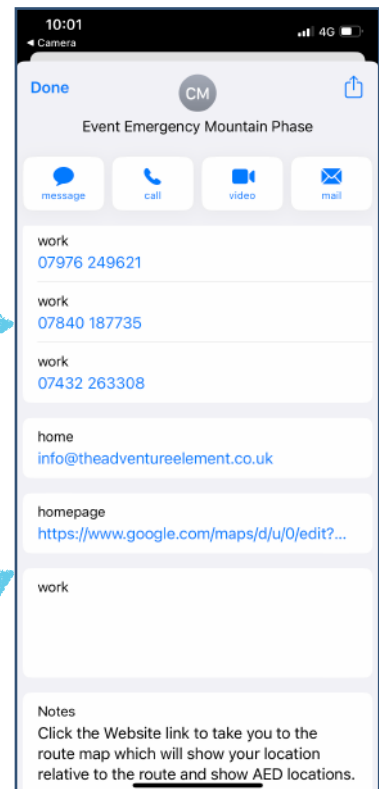 10:01
4G
◀ Camera
Done
CM
Event Emergency Mountain Phase
message call video mail
work
07976 249621
work
07840 187735
work
07432 263308
home
info@theadventureelement.co.uk
homepage
https://www.google.com/maps/d/u/0/edit?...
work
Notes
Click the Website link to take you to the
route map which will show your location
relative to the route and show AED locations.